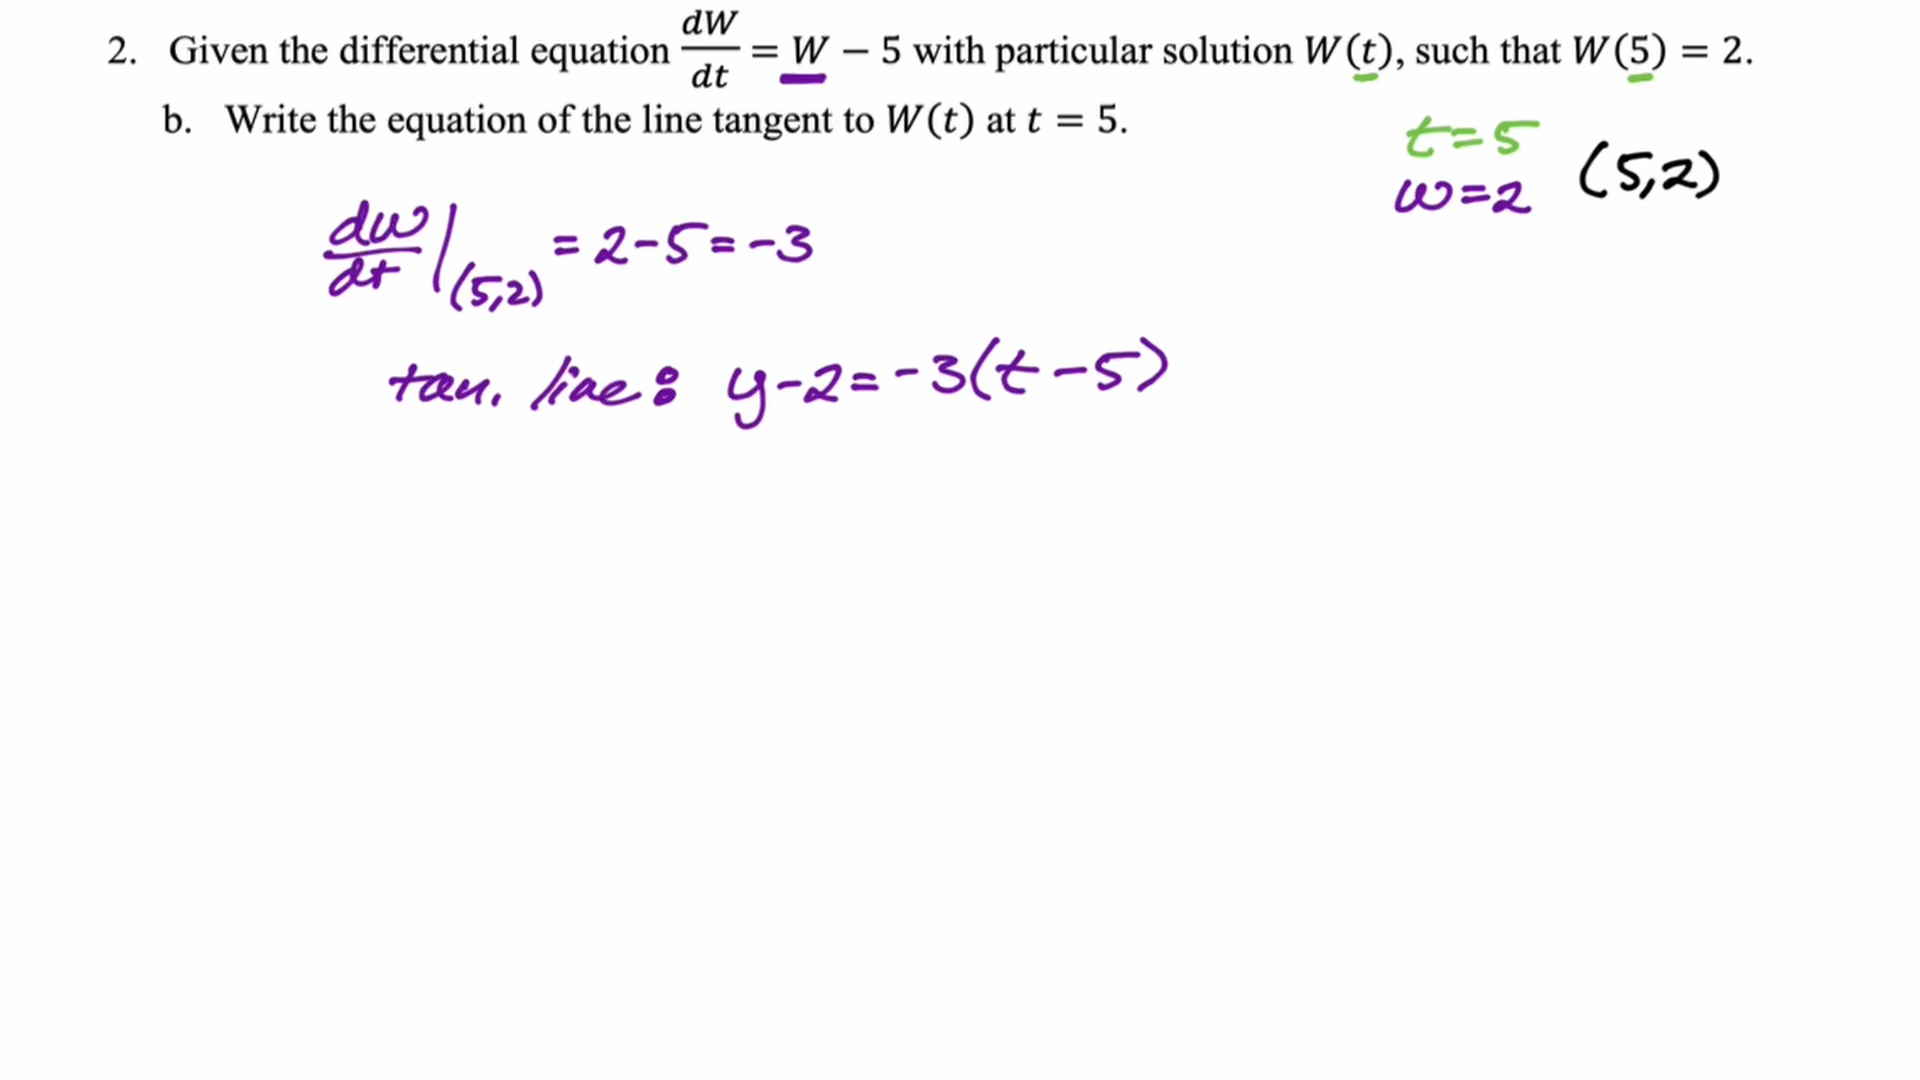 2. Given the differential equation dW/dt = W − 5 with particular solution W(t), such that W(5) = 2.
b. Write the equation of the line tangent to W(t) at t = 5.
t=5
w=2 (5,2)
dw/dt |(5,2) = 2-5=-3
tan. line: y-2=-3(t-5)